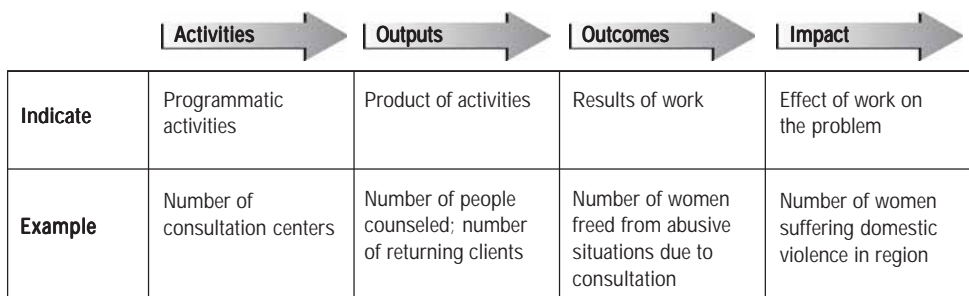 Activities
Outputs
Outcomes
Impact
Indicate
Programmatic
activities
Product of activities
Results of work
Effect of work on
the problem
Example
Number of
consultation centers
Number of people
counseled; number
of returning clients
Number of women
freed from abusive
situations due to
consultation
Number of women
suffering domestic
violence in region